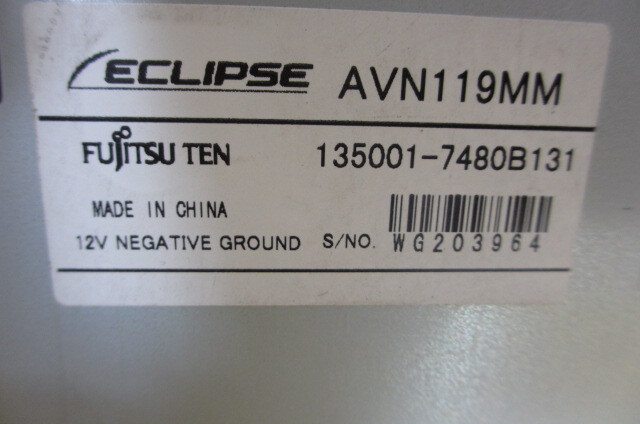 ECLIPSE AVN119MM
FUJITSU TEN 135001-7480B131
MADE IN CHINA
12V NEGATIVE GROUND S/NO. WG203964